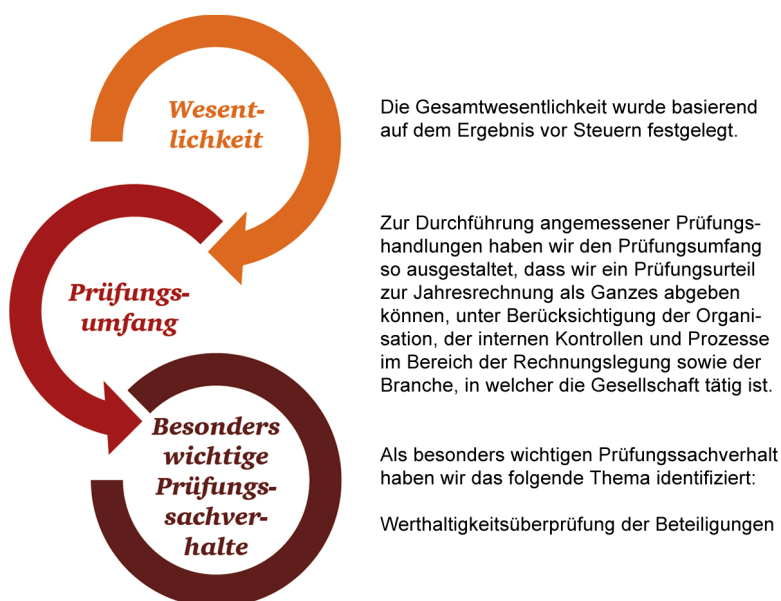 Wesent-
lichkeit
Die Gesamtwesentlichkeit wurde basierend
auf dem Ergebnis vor Steuern festgelegt.
Prüfungs-
umfang
Zur Durchführung angemessener Prüfungs-
handlungen haben wir den Prüfungsumfang
so ausgestaltet, dass wir ein Prüfungsurteil
zur Jahresrechnung als Ganzes abgeben
können, unter Berücksichtigung der Organi-
sation, der internen Kontrollen und Prozesse
im Bereich der Rechnungslegung sowie der
Branche, in welcher die Gesellschaft tätig ist.
Besonders
wichtige
Prüfungs-
sachver-
halte
Als besonders wichtigen Prüfungssachverhalt
haben wir das folgende Thema identifiziert:
Werthaltigkeitsüberprüfung der Beteiligungen